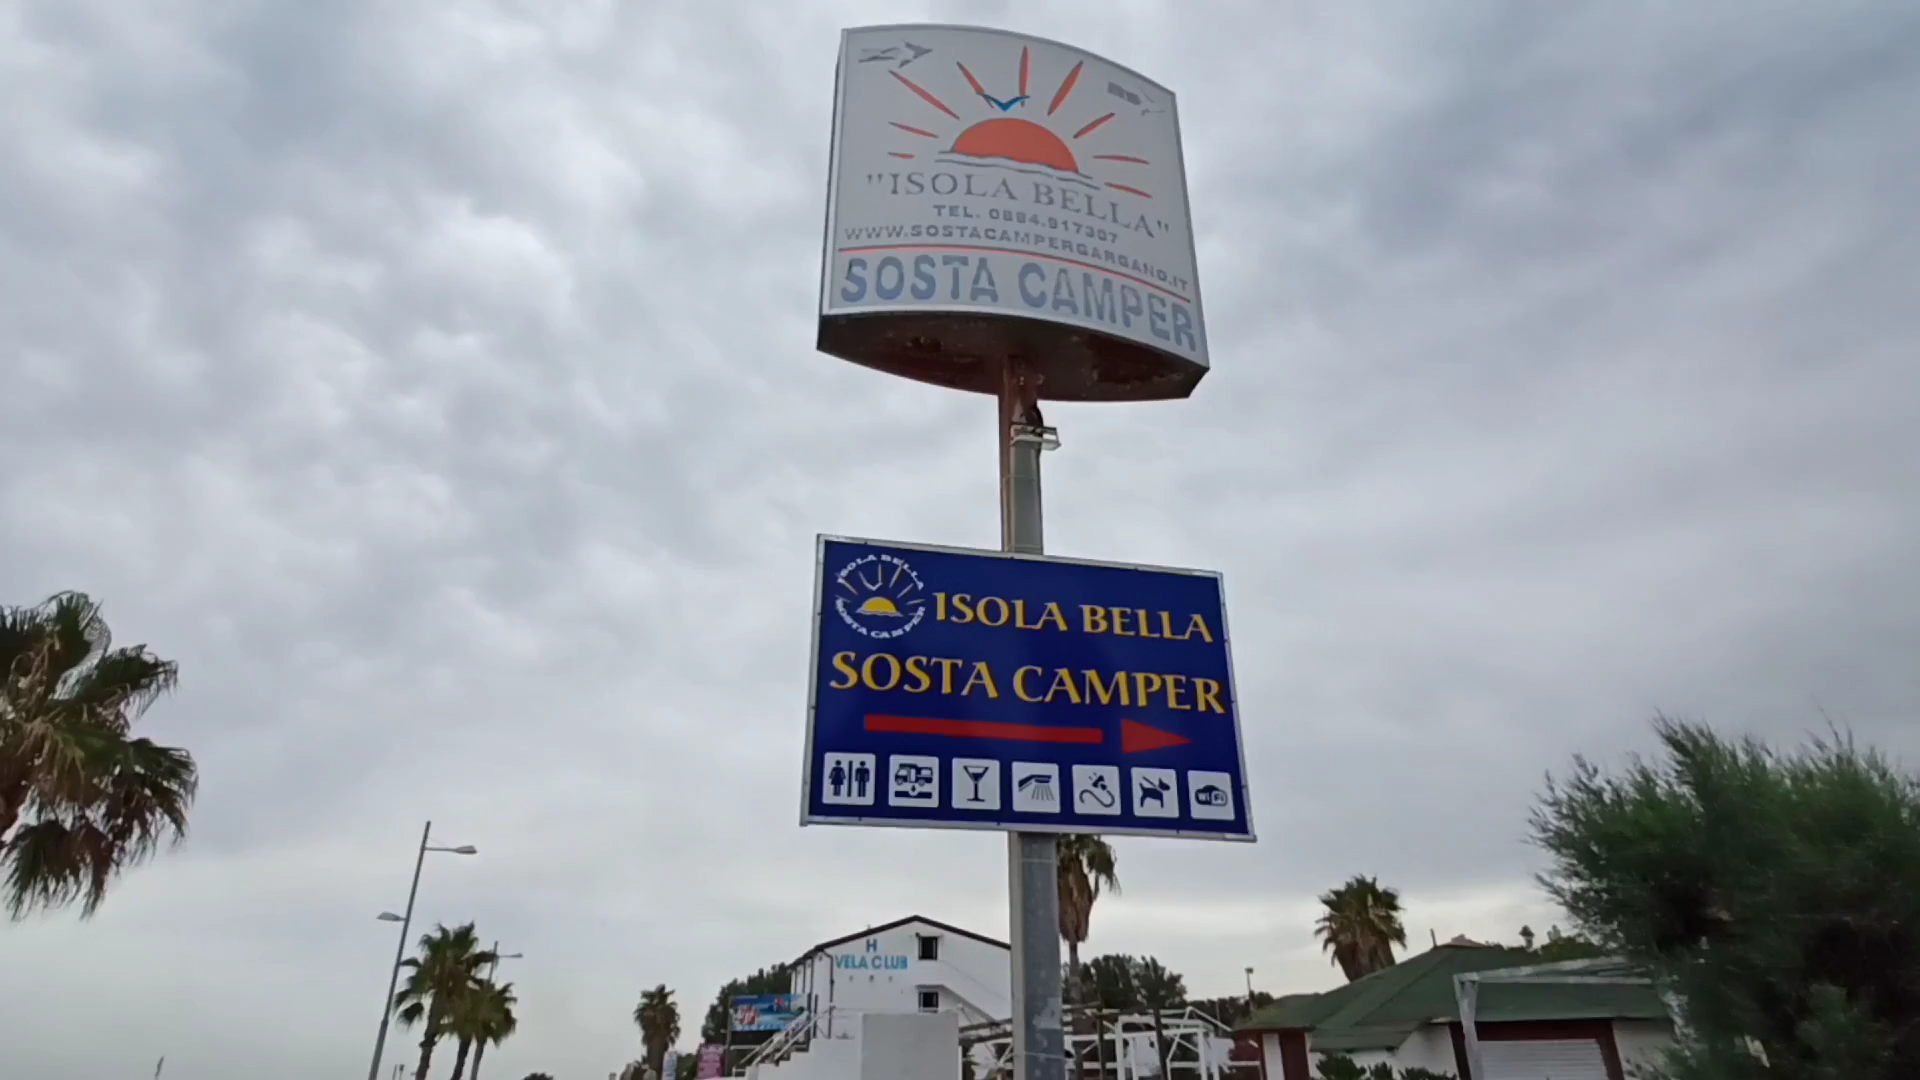 "ISOLA BELLA"
TEL. 0884.917307
WWW.SOSTACAMPERGARGANO.IT
SOSTA CAMPER
ISOLA BELLA
SOSTA CAMPER
ISOLA BELLA
SOSTA CAMPER
WiFi
H
VELA CLUB